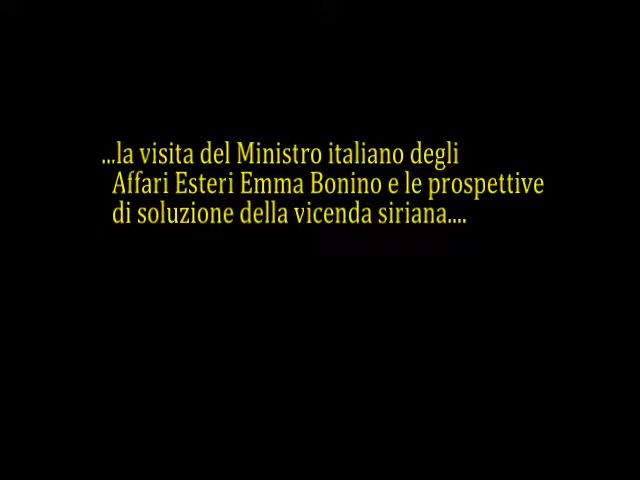 ...la visita del Ministro italiano degli
Affari Esteri Emma Bonino e le prospettive
di soluzione della vicenda siriana....